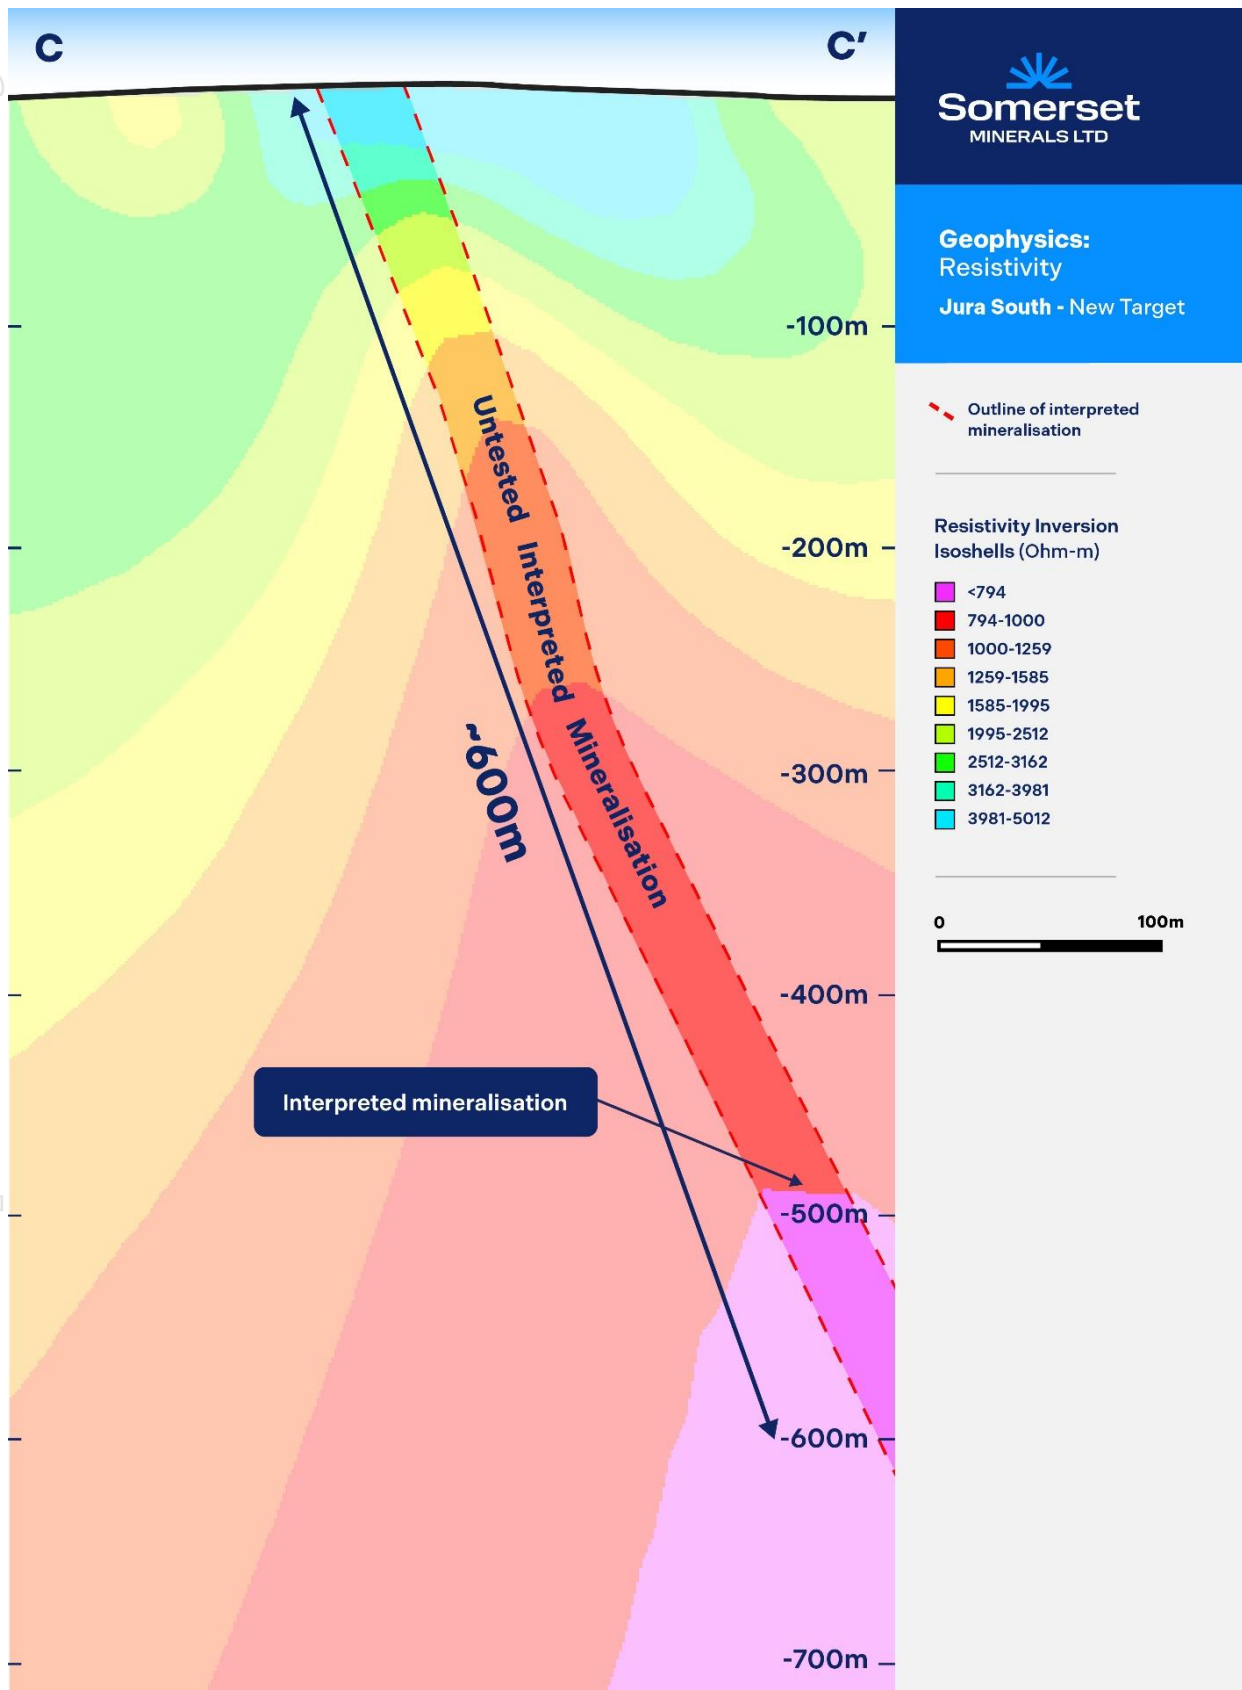 C
C′
Somerset
MINERALS LTD
Geophysics:
Resistivity
Jura South - New Target
-100m
-200m
-300m
-400m
-500m
-600m
-700m
Untested Interpreted Mineralisation
~600m
Interpreted mineralisation
Outline of interpreted
mineralisation
Resistivity Inversion
Isoshells (Ohm-m)
<794
794-1000
1000-1259
1259-1585
1585-1995
1995-2512
2512-3162
3162-3981
3981-5012
0 100m